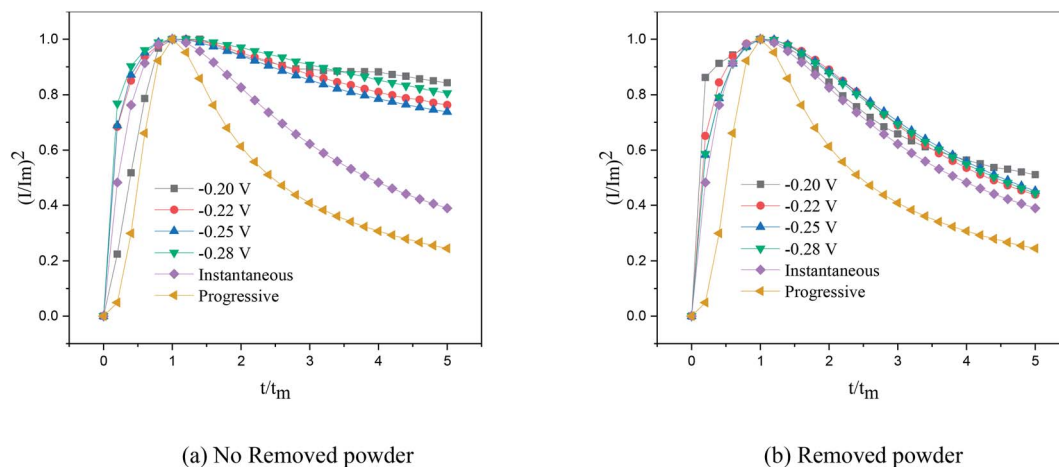 1.0
0.8
0.6
0.4
0.2
0.0
(I/Im)²
-0.20 V
-0.22 V
-0.25 V
-0.28 V
Instantaneous
Progressive
0 1 2 3 4 5
t/tm
(a) No Removed powder
1.0
0.8
0.6
0.4
0.2
0.0
(I/Im)²
-0.20 V
-0.22 V
-0.25 V
-0.28 V
Instantaneous
Progressive
0 1 2 3 4 5
t/tm
(b) Removed powder